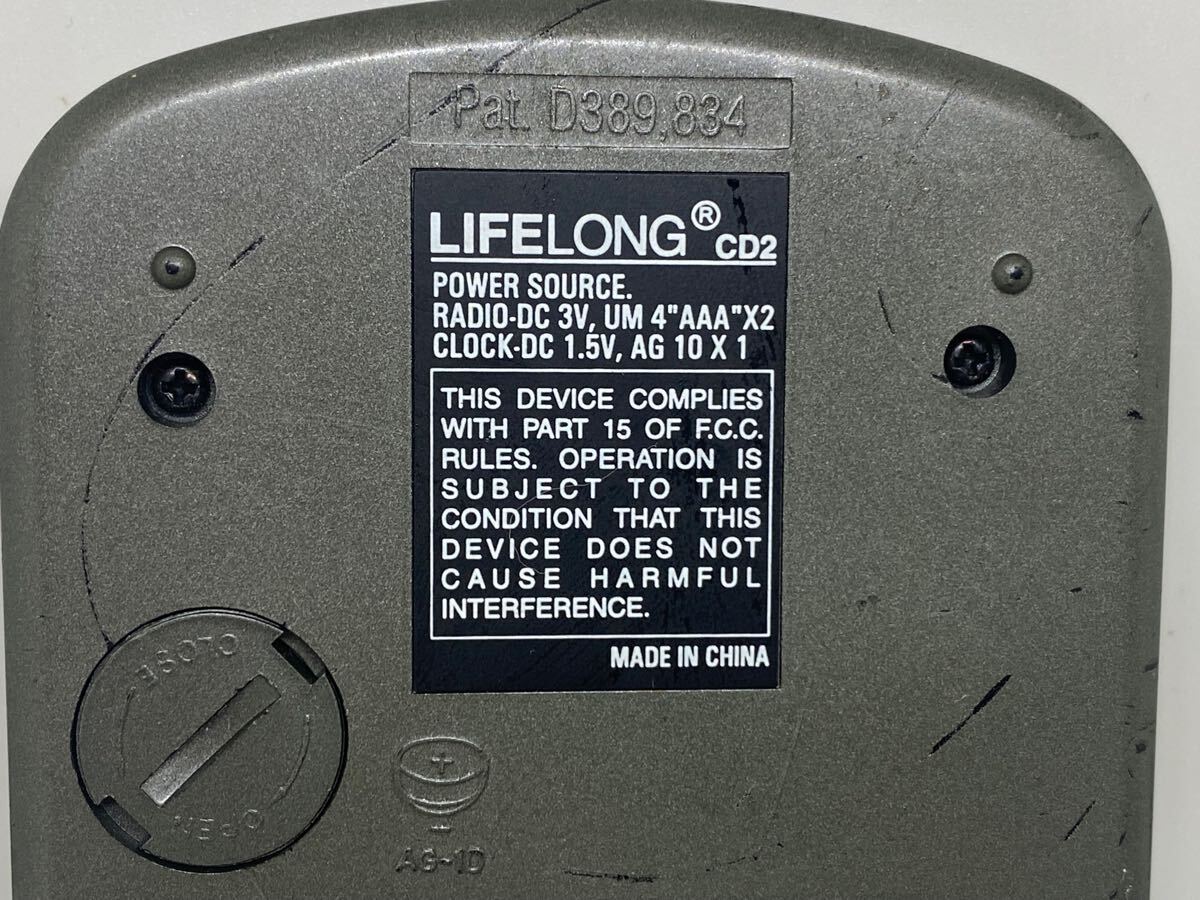 Pat. D389,834
LIFELONG® CD2
POWER SOURCE.
RADIO-DC 3V, UM 4"AAA"X2
CLOCK-DC 1.5V, AG 10 X 1
THIS DEVICE COMPLIES
WITH PART 15 OF F.C.C.
RULES. OPERATION IS
SUBJECT TO THE
CONDITION THAT THIS
DEVICE DOES NOT
CAUSE HARMFUL
INTERFERENCE.
MADE IN CHINA
CLOSE
OPEN
+
-
AG-10